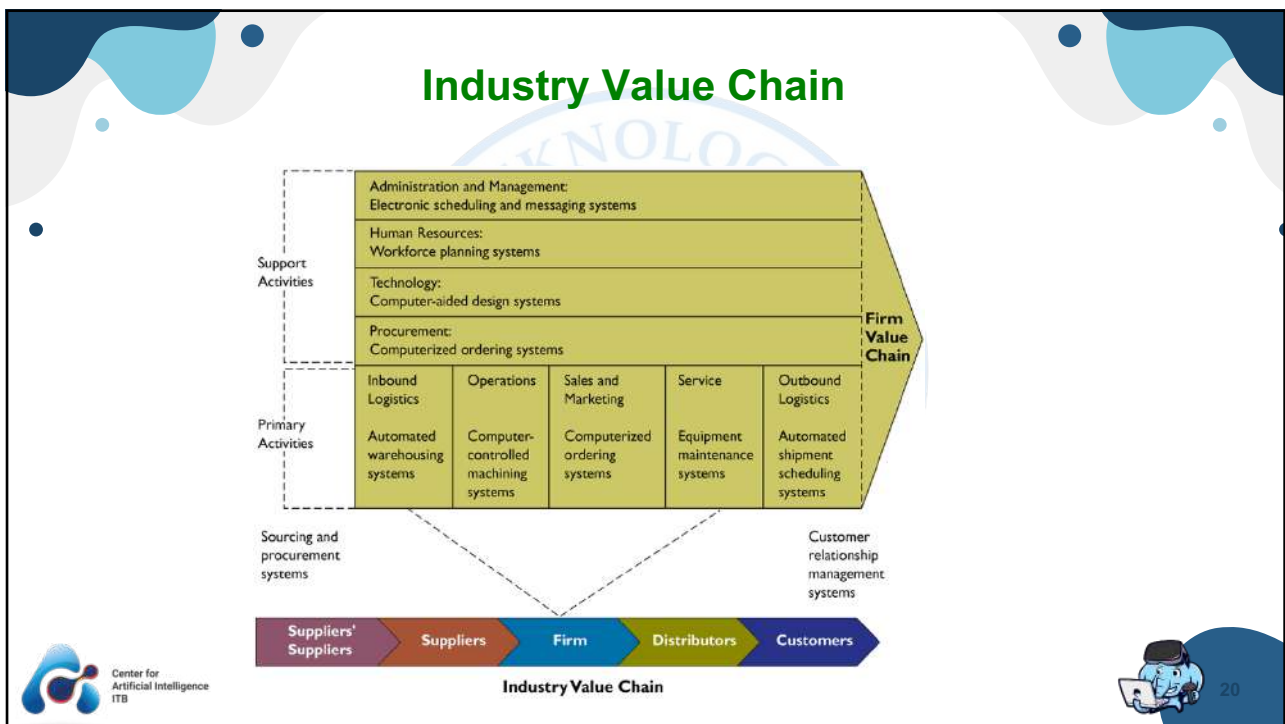 Industry Value Chain
KNOLOG
Administration and Management:
Electronic scheduling and messaging systems
Human Resources:
Workforce planning systems
Technology:
Computer-aided design systems
Procurement:
Computerized ordering systems
Support
Activities
Firm
Value
Chain
Primary
Activities
Inbound
Logistics
Automated
warehousing
systems
Operations
Computer-
controlled
machining
systems
Sales and
Marketing
Computerized
ordering
systems
Service
Equipment
maintenance
systems
Outbound
Logistics
Automated
shipment
scheduling
systems
Sourcing and
procurement
systems
Customer
relationship
management
systems
Suppliers'
Suppliers
Suppliers
Firm
Distributors
Customers
Industry Value Chain
Center for
Artificial Intelligence
ITB
20